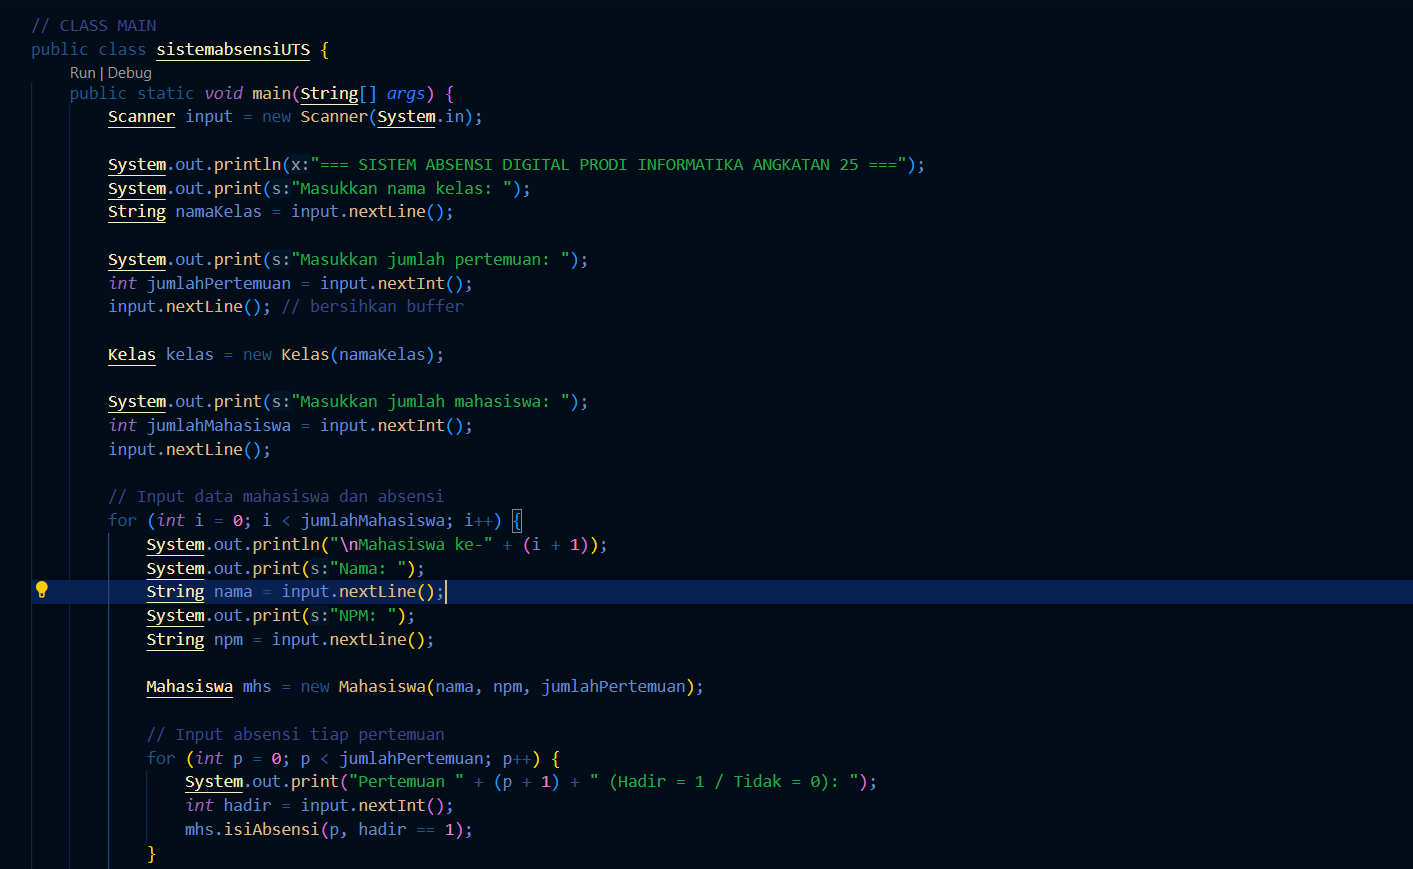 // CLASS MAIN
public class sistemabsensiUTS {
Run | Debug
public static void main(String[] args) {
Scanner input = new Scanner(System.in);
System.out.println(x:"=== SISTEM ABSENSI DIGITAL PRODI INFORMATIKA ANGKATAN 25 ===");
System.out.print(s:"Masukkan nama kelas: ");
String namaKelas = input.nextLine();
System.out.print(s:"Masukkan jumlah pertemuan: ");
int jumlahPertemuan = input.nextInt();
input.nextLine(); // bersihkan buffer
Kelas kelas = new Kelas(namaKelas);
System.out.print(s:"Masukkan jumlah mahasiswa: ");
int jumlahMahasiswa = input.nextInt();
input.nextLine();
// Input data mahasiswa dan absensi
for (int i = 0; i < jumlahMahasiswa; i++) {
System.out.println("\nMahasiswa ke-" + (i + 1));
System.out.print(s:"Nama: ");
String nama = input.nextLine();
System.out.print(s:"NPM: ");
String npm = input.nextLine();
Mahasiswa mhs = new Mahasiswa(nama, npm, jumlahPertemuan);
// Input absensi tiap pertemuan
for (int p = 0; p < jumlahPertemuan; p++) {
System.out.print("Pertemuan " + (p + 1) + " (Hadir = 1 / Tidak = 0): ");
int hadir = input.nextInt();
mhs.isiAbsensi(p, hadir == 1);
}